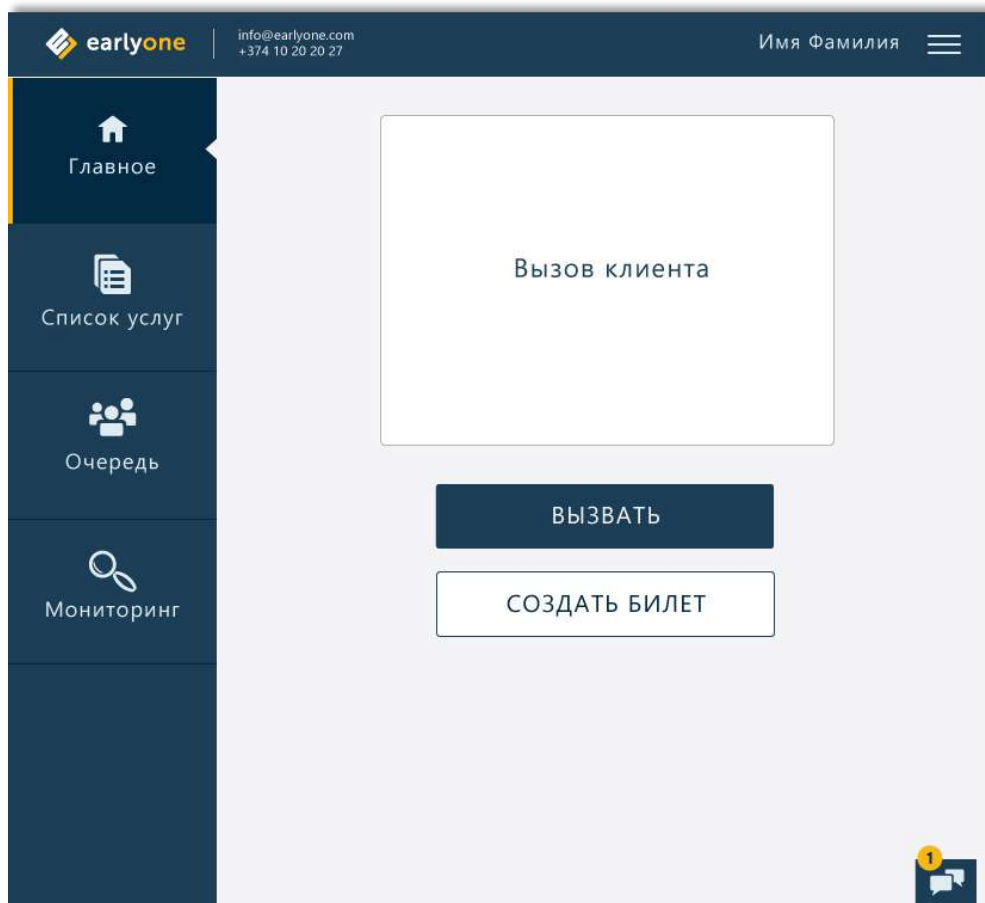 earlyone
info@earlyone.com
+374 10 20 20 27
Имя Фамилия
Главное
Список услуг
Очередь
Мониторинг
Вызов клиента
ВЫЗВАТЬ
СОЗДАТЬ БИЛЕТ
1